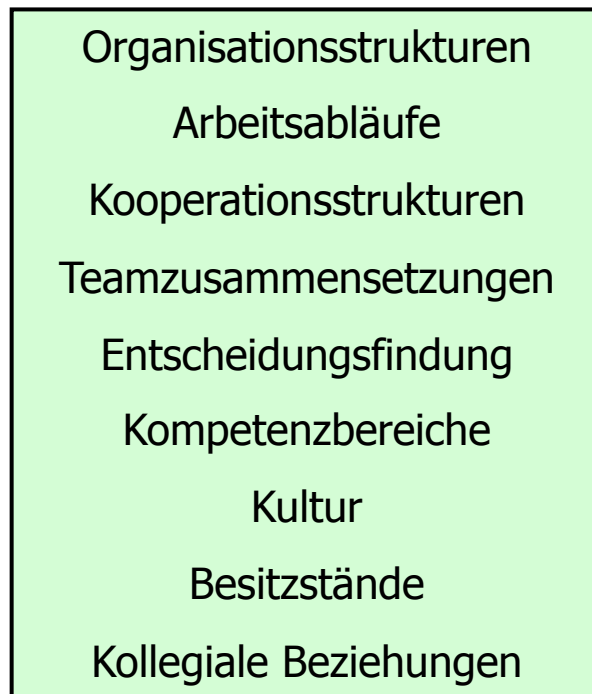 Organisationsstrukturen
Arbeitsabläufe
Kooperationsstrukturen
Teamzusammensetzungen
Entscheidungsfindung
Kompetenzbereiche
Kultur
Besitzstände
Kollegiale Beziehungen